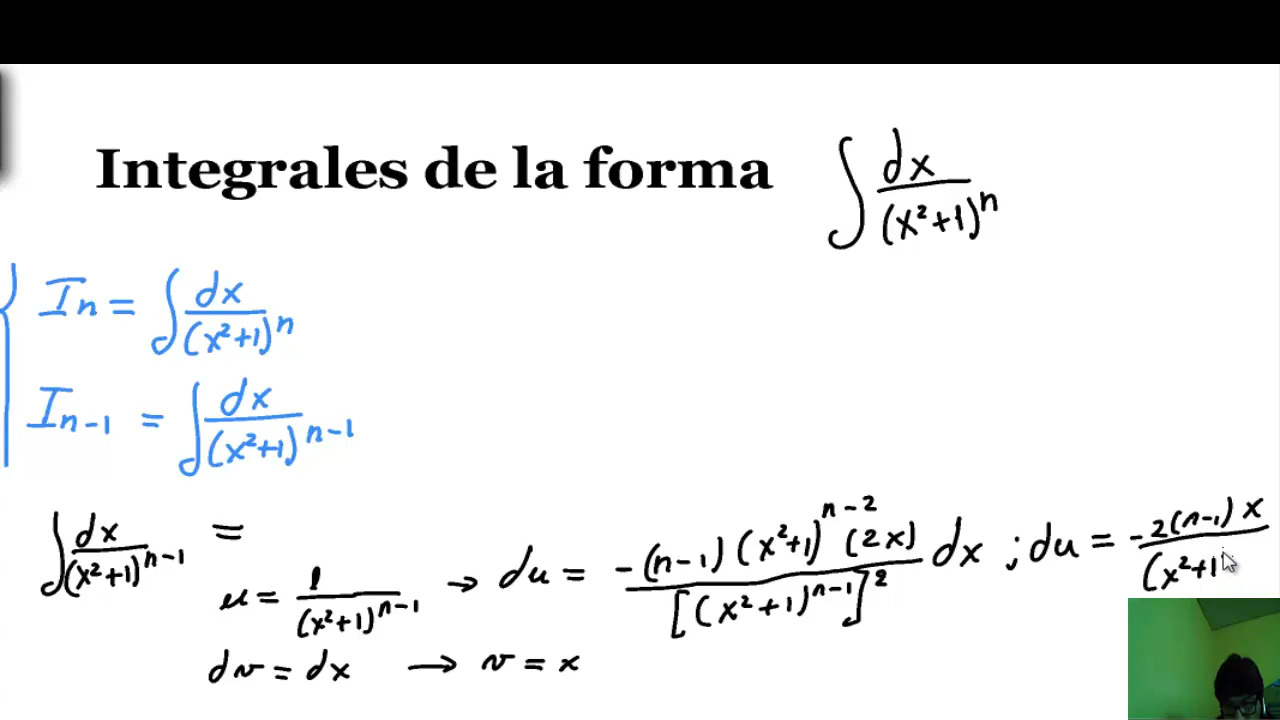 Integrales de la forma ∫ dx/(x²+1)ⁿ
Iₙ = ∫ dx/(x²+1)ⁿ
Iₙ₋₁ = ∫ dx/(x²+1)ⁿ⁻¹
∫ dx/(x²+1)ⁿ⁻¹ =
u = 1/(x²+1)ⁿ⁻¹ → du = -(n-1)(x²+1)ⁿ⁻²(2x)/[(x²+1)ⁿ⁻¹]² dx ; du = -2(n-1)x/(x²+1
dv = dx → v = x